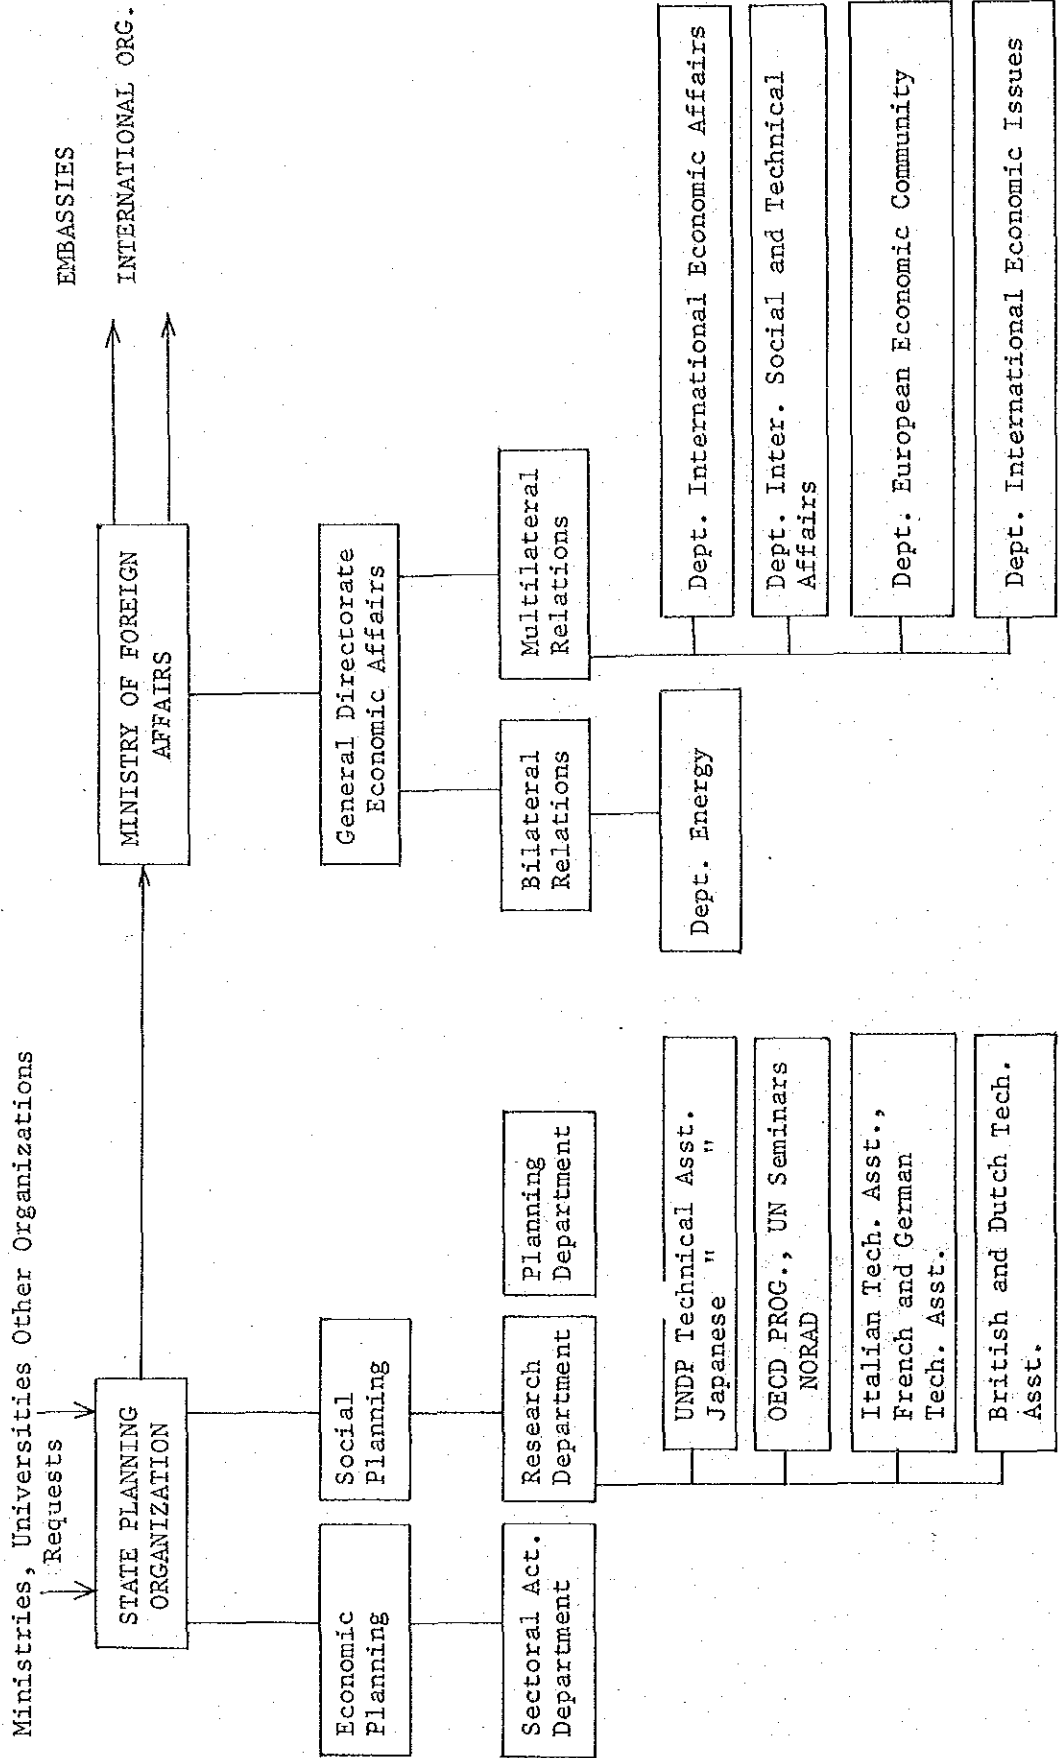 Ministries, Universities Other Organizations
Requests
STATE PLANNING
ORGANIZATION
MINISTRY OF FOREIGN
AFFAIRS
EMBASSIES
INTERNATIONAL ORG.
Economic
Planning
Social
Planning
General Directorate
Economic Affairs
Sectoral Act.
Department
Research
Department
Planning
Department
Bilateral
Relations
Multilateral
Relations
UNDP Technical Asst.
Japanese " "
OECD PROG., UN Seminars
NORAD
Italian Tech. Asst.,
French and German
Tech. Asst.
British and Dutch Tech.
Asst.
Dept. Energy
Dept. International Economic Affairs
Dept. Inter. Social and Technical
Affairs
Dept. European Economic Community
Dept. International Economic Issues